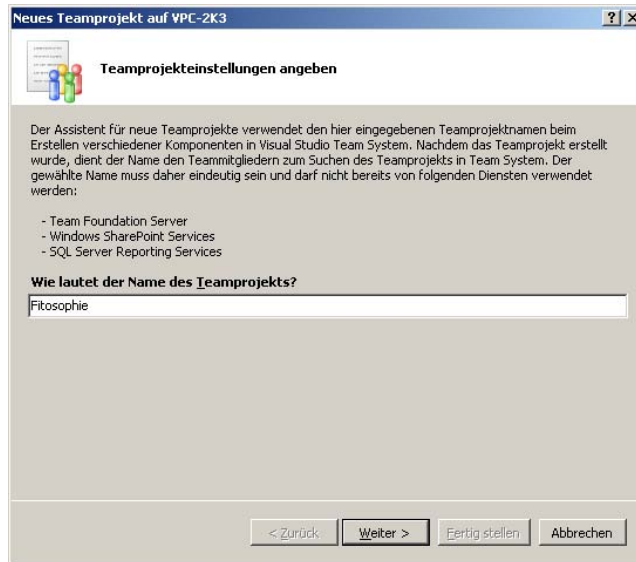 Neues Teamprojekt auf VPC-2K3
Teamprojekteinstellungen angeben
Der Assistent für neue Teamprojekte verwendet den hier eingegebenen Teamprojektnamen beim
Erstellen verschiedener Komponenten in Visual Studio Team System. Nachdem das Teamprojekt erstellt
wurde, dient der Name den Teammitgliedern zum Suchen des Teamprojekts in Team System. Der
gewählte Name muss daher eindeutig sein und darf nicht bereits von folgenden Diensten verwendet
werden:
- Team Foundation Server
- Windows SharePoint Services
- SQL Server Reporting Services
Wie lautet der Name des Teamprojekts?
Fitosophie
< Zurück
Weiter >
Fertig stellen
Abbrechen